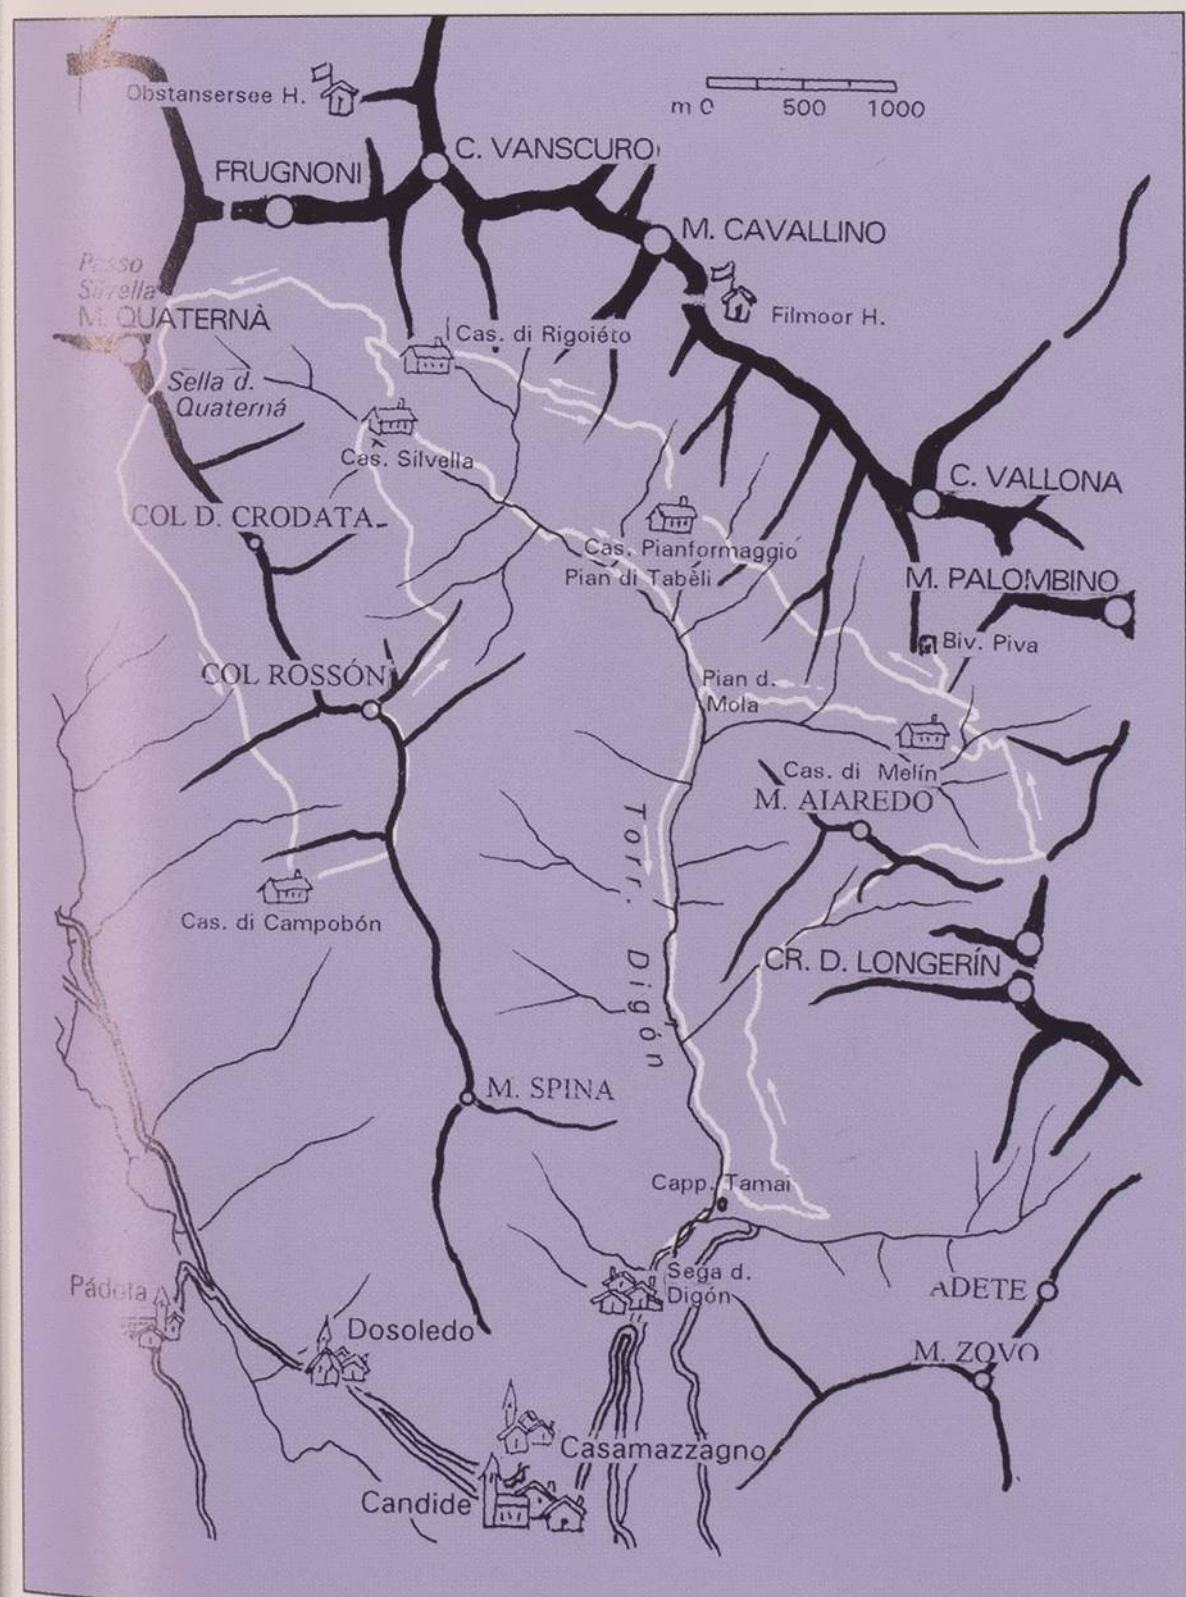 Obstansersee H.
m 0 500 1000
C. VANSCURO
FRUGNONI
M. CAVALLINO
Passo
Silvella
M. QUATERNÀ
Filmoor H.
Cas. di Rigoiéto
Sella d.
Quaterná
Cas. Silvella
C. VALLONA
COL D. CRODATA
Cas. Pianformaggio
Pian di Tabèli
M. PALOMBINO
Biv. Piva
COL ROSSÓN
Pian d.
Mola
Cas. di Melín
M. AIAREDO
Torr. Digón
Cas. di Campobón
CR. D. LONGERÍN
M. SPINA
Capp. Tamai
Sega d.
Digón
Pádola
ADETE
Dosoledo
M. ZOVO
Casamazzagno
Candide